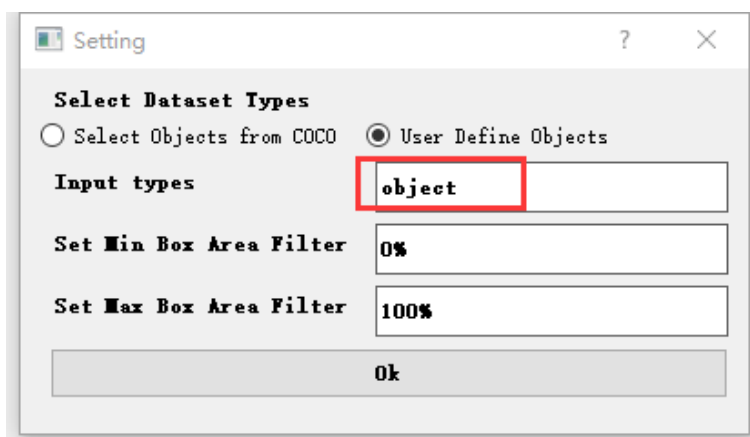 Setting
Select Dataset Types
Select Objects from COCO User Define Objects
Input types object
Set Min Box Area Filter 0%
Set Max Box Area Filter 100%
Ok